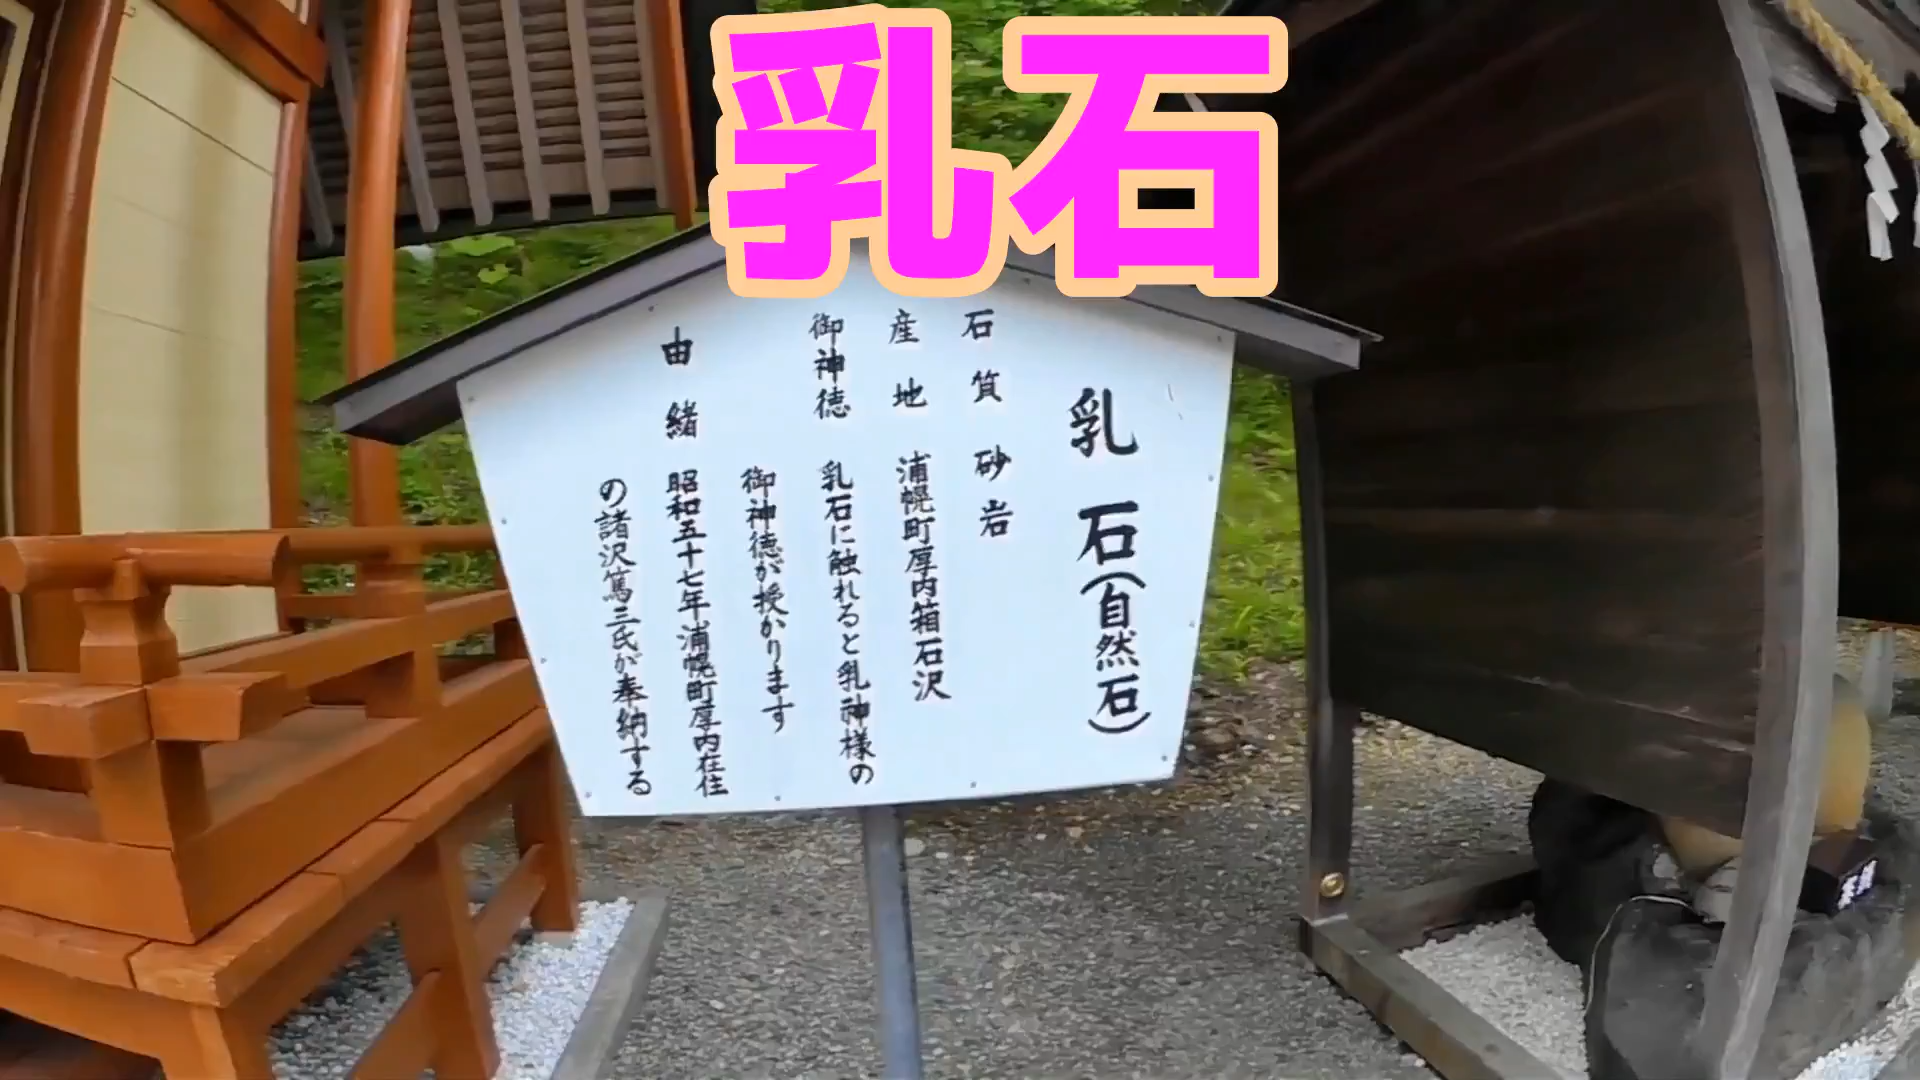 乳石
乳石(自然石)
石質 砂岩
産地 浦幌町厚内箱石沢
御神徳 乳石に触れると乳神様の
御神徳が授かります
由緒 昭和五十七年浦幌町厚内在住
の諸沢篤三氏が奉納する